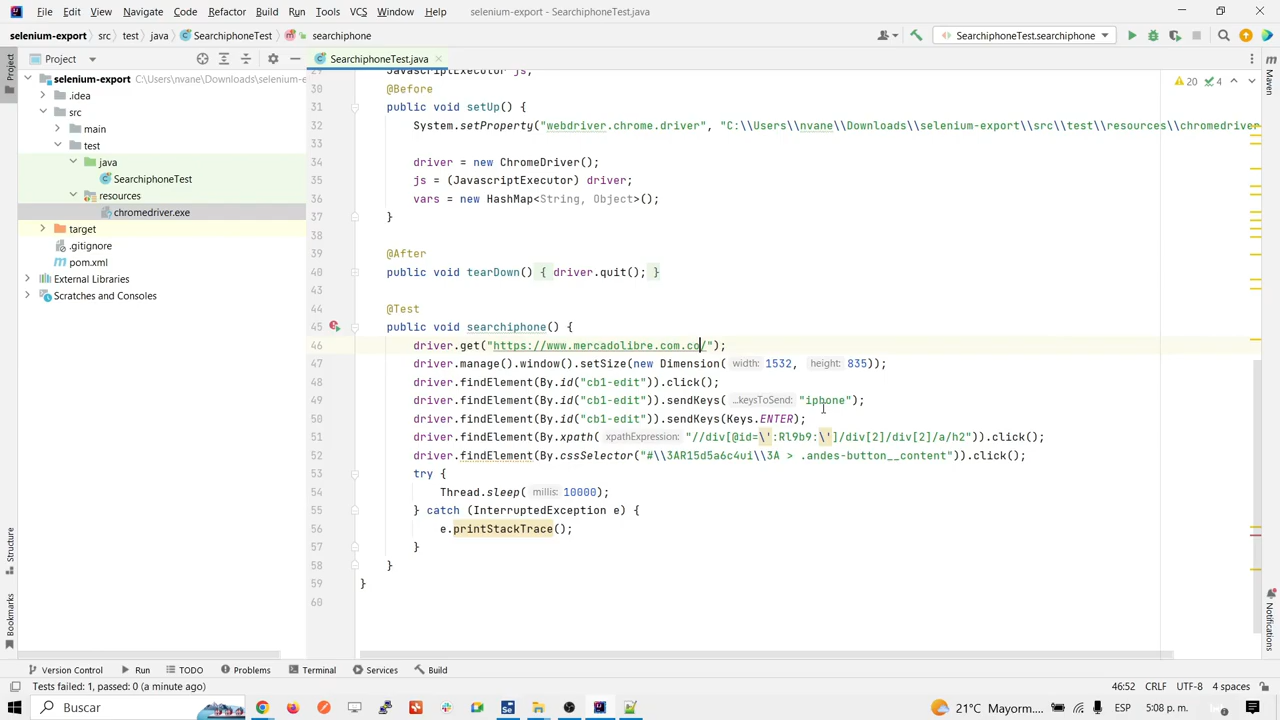 File Edit View Navigate Code Refactor Build Run Tools VCS Window Help selenium-export - SearchiphoneTest.java
selenium-export src test java SearchiphoneTest searchiphone SearchiphoneTest.searchiphone
Project
Project
selenium-export C:\Users\nvane\Downloads\selenium-e
.idea
src
main
test
java
SearchiphoneTest
resources
chromedriver.exe
target
.gitignore
pom.xml
External Libraries
Scratches and Consoles
Structure
Bookmarks
SearchiphoneTest.java
20 4
29 JavascriptExecutor js;
30 @Before
31 public void setUp() {
32 System.setProperty("webdriver.chrome.driver", "C:\\Users\\nvane\\Downloads\\selenium-export\\src\\test\\resources\\chromedriver
33
34 driver = new ChromeDriver();
35 js = (JavascriptExecutor) driver;
36 vars = new HashMap<String, Object>();
37 }
38
39 @After
40 public void tearDown() { driver.quit(); }
43
44 @Test
45 public void searchiphone() {
46 driver.get("https://www.mercadolibre.com.co/");
47 driver.manage().window().setSize(new Dimension( width: 1532, height: 835));
48 driver.findElement(By.id("cb1-edit")).click();
49 driver.findElement(By.id("cb1-edit")).sendKeys( ...keysToSend: "iphone");
50 driver.findElement(By.id("cb1-edit")).sendKeys(Keys.ENTER);
51 driver.findElement(By.xpath( xpathExpression: "//div[@id=\':Rl9b9:\']/div[2]/div[2]/a/h2")).click();
52 driver.findElement(By.cssSelector("#\\3AR15d5a6c4ui\\3A > .andes-button__content")).click();
53 try {
54 Thread.sleep( millis: 10000);
55 } catch (InterruptedException e) {
56 e.printStackTrace();
57 }
58 }
59 }
60
Maven
Notifications
Version Control Run TODO Problems Terminal Services Build
Tests failed: 1, passed: 0 (a minute ago) 46:52 CRLF UTF-8 4 spaces
Buscar 21°C Mayorm... ESP 5:08 p. m.